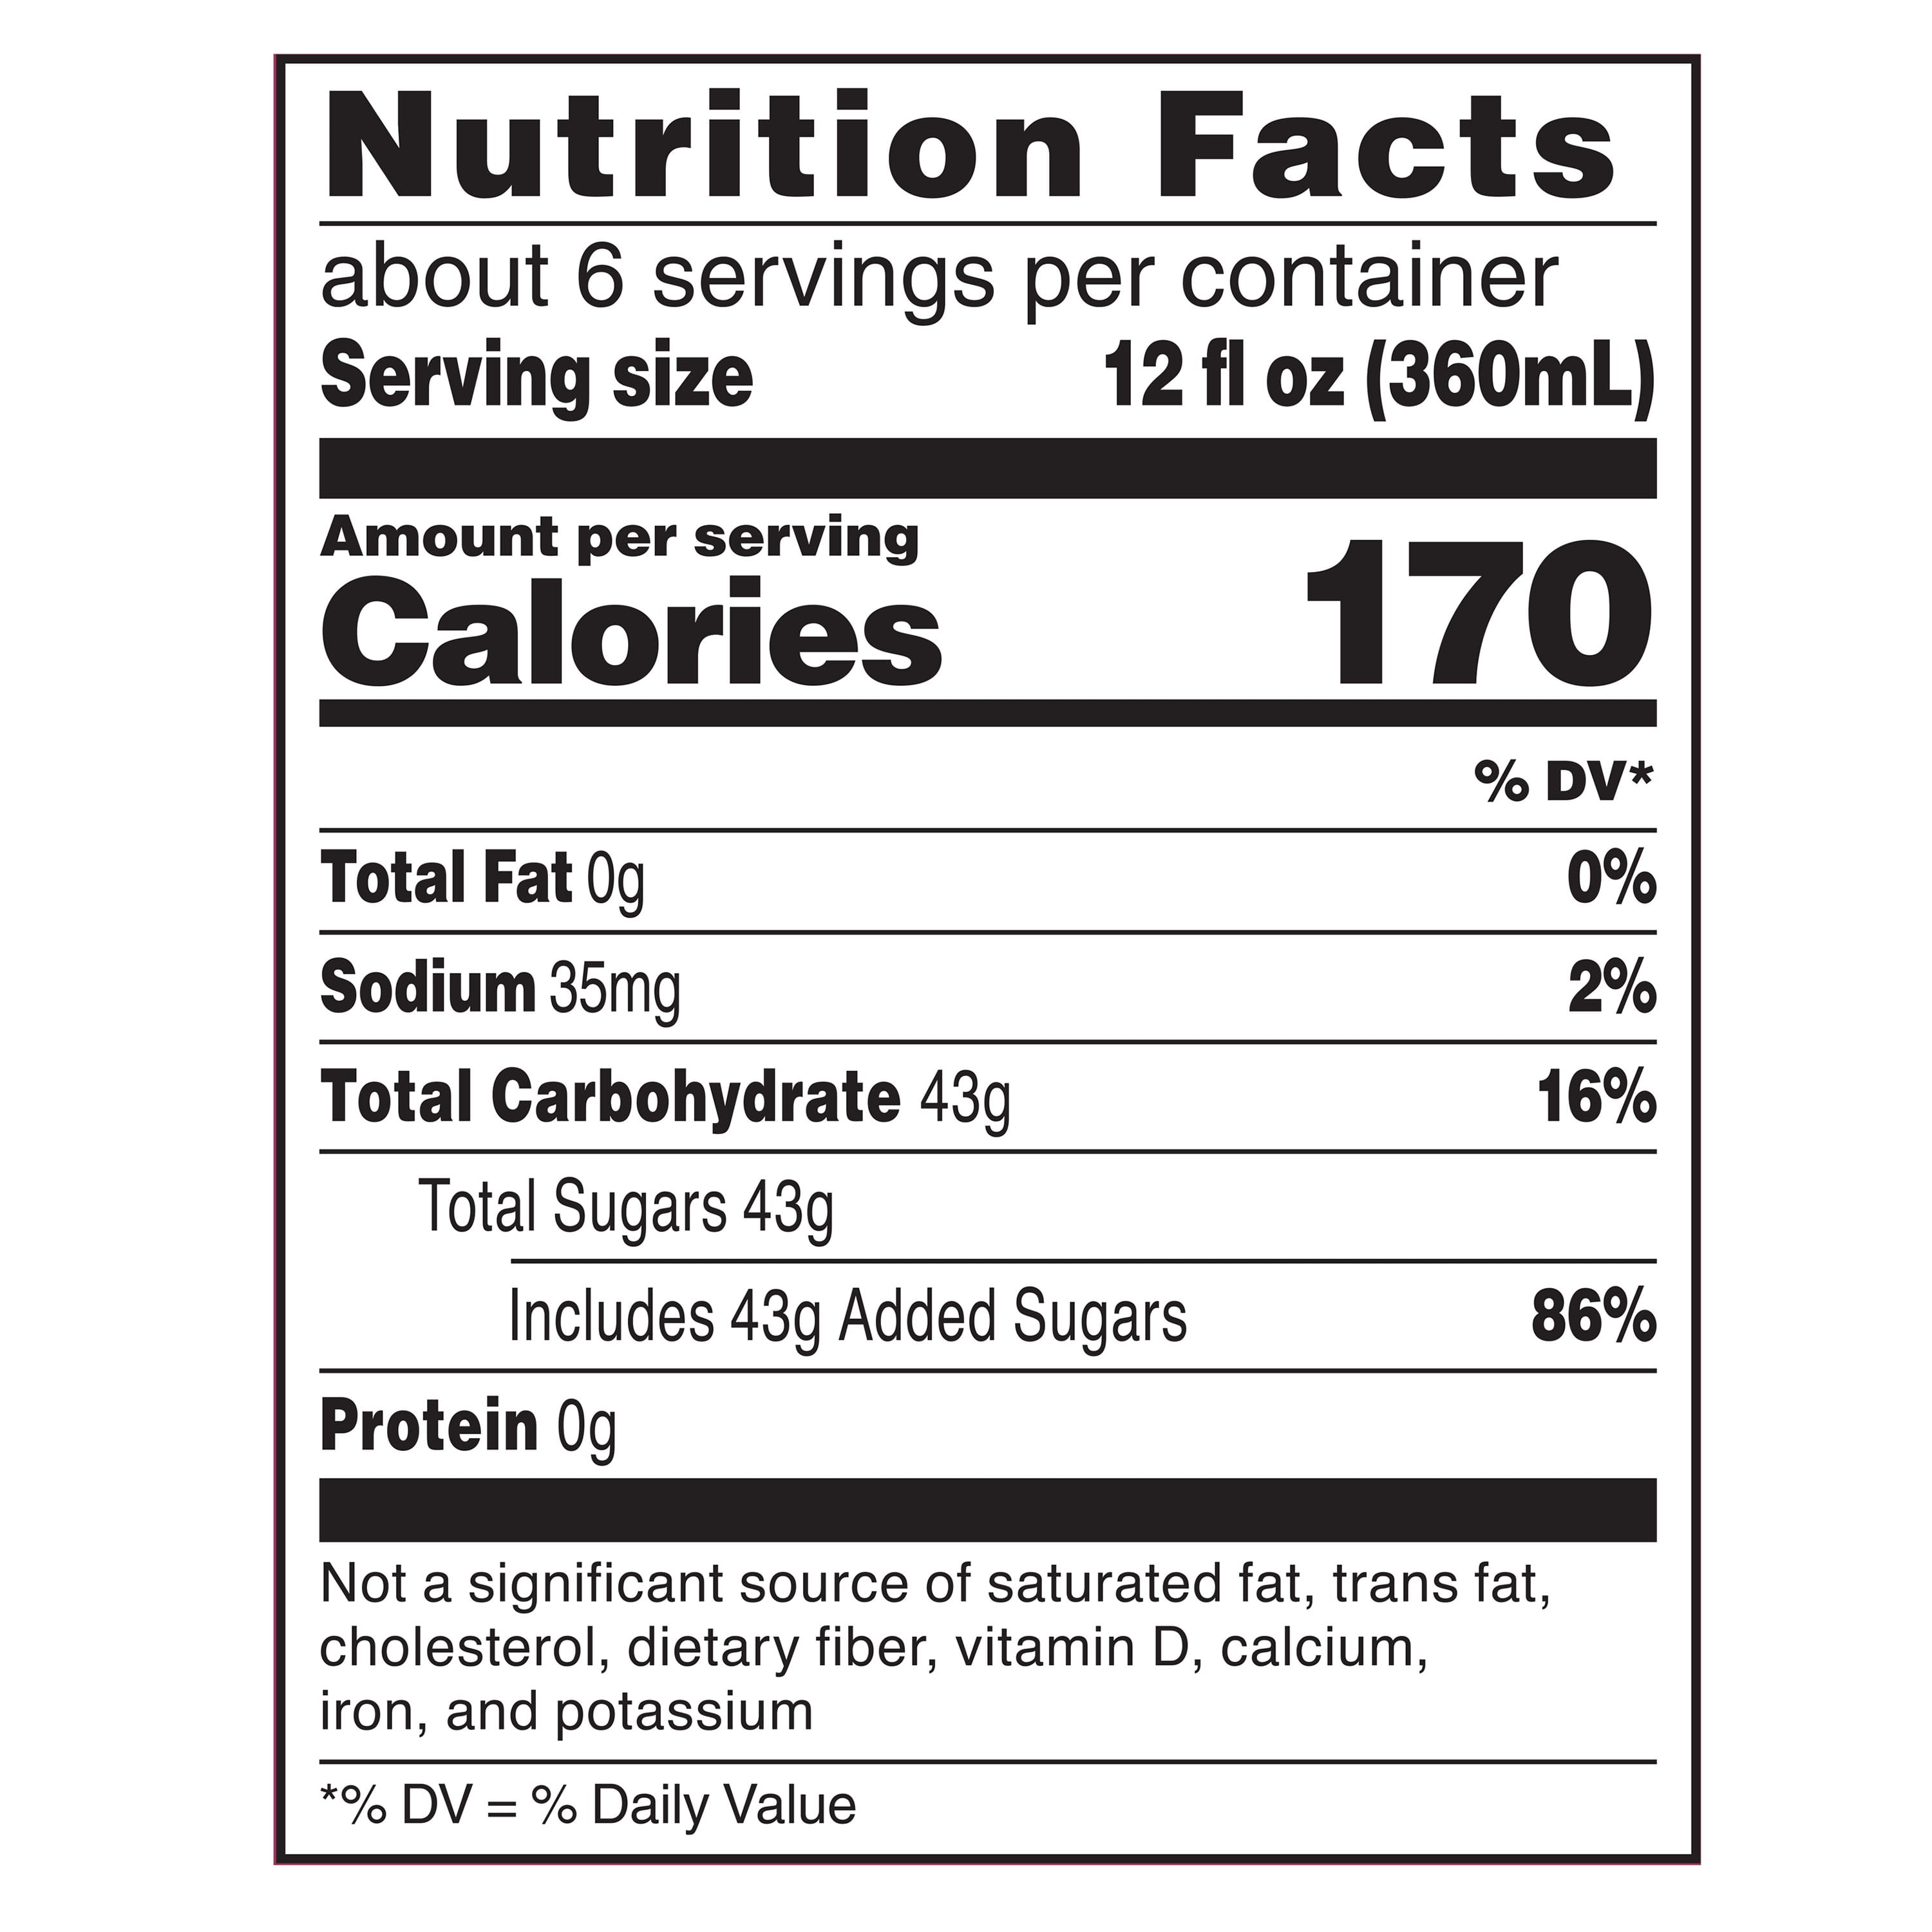 Nutrition Facts
about 6 servings per container
Serving size 12 fl oz (360mL)
Amount per serving
Calories 170
% DV*
Total Fat 0g 0%
Sodium 35mg 2%
Total Carbohydrate 43g 16%
Total Sugars 43g
Includes 43g Added Sugars 86%
Protein 0g
Not a significant source of saturated fat, trans fat,
cholesterol, dietary fiber, vitamin D, calcium,
iron, and potassium
*% DV = % Daily Value